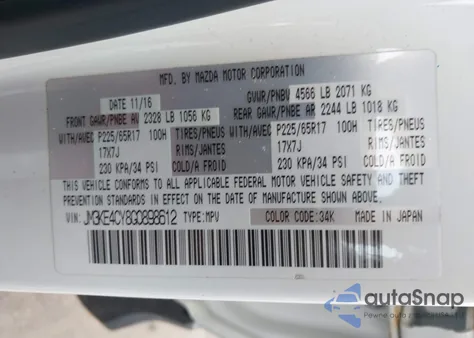 MFD. BY MAZDA MOTOR CORPORATION
DATE 11/16 GVWR/PNBV 4566 LB 2071 KG
FRONT GAWR/PNBE AV 2328 LB 1056 KG REAR GAWR/PNBE AR 2244 LB 1018 KG
WITH/AVEC P225/65R17 100H TIRES/PNEUS WITH/AVEC P225/65R17 100H TIRES/PNEUS
17X7J RIMS/JANTES 17X7J RIMS/JANTES
230 KPA/34 PSI COLD/A FROID 230 KPA/34 PSI COLD/A FROID
THIS VEHICLE CONFORMS TO ALL APPLICABLE FEDERAL MOTOR VEHICLE SAFETY AND THEFT
PREVENTION STANDARDS IN EFFECT ON THE DATE OF MANUFACTURE SHOWN ABOVE.
VIN: JM3KE4CY8G0898612 TYPE:MPV COLOR CODE:34K MADE IN JAPAN
autoSnap
Pewne auto z USA